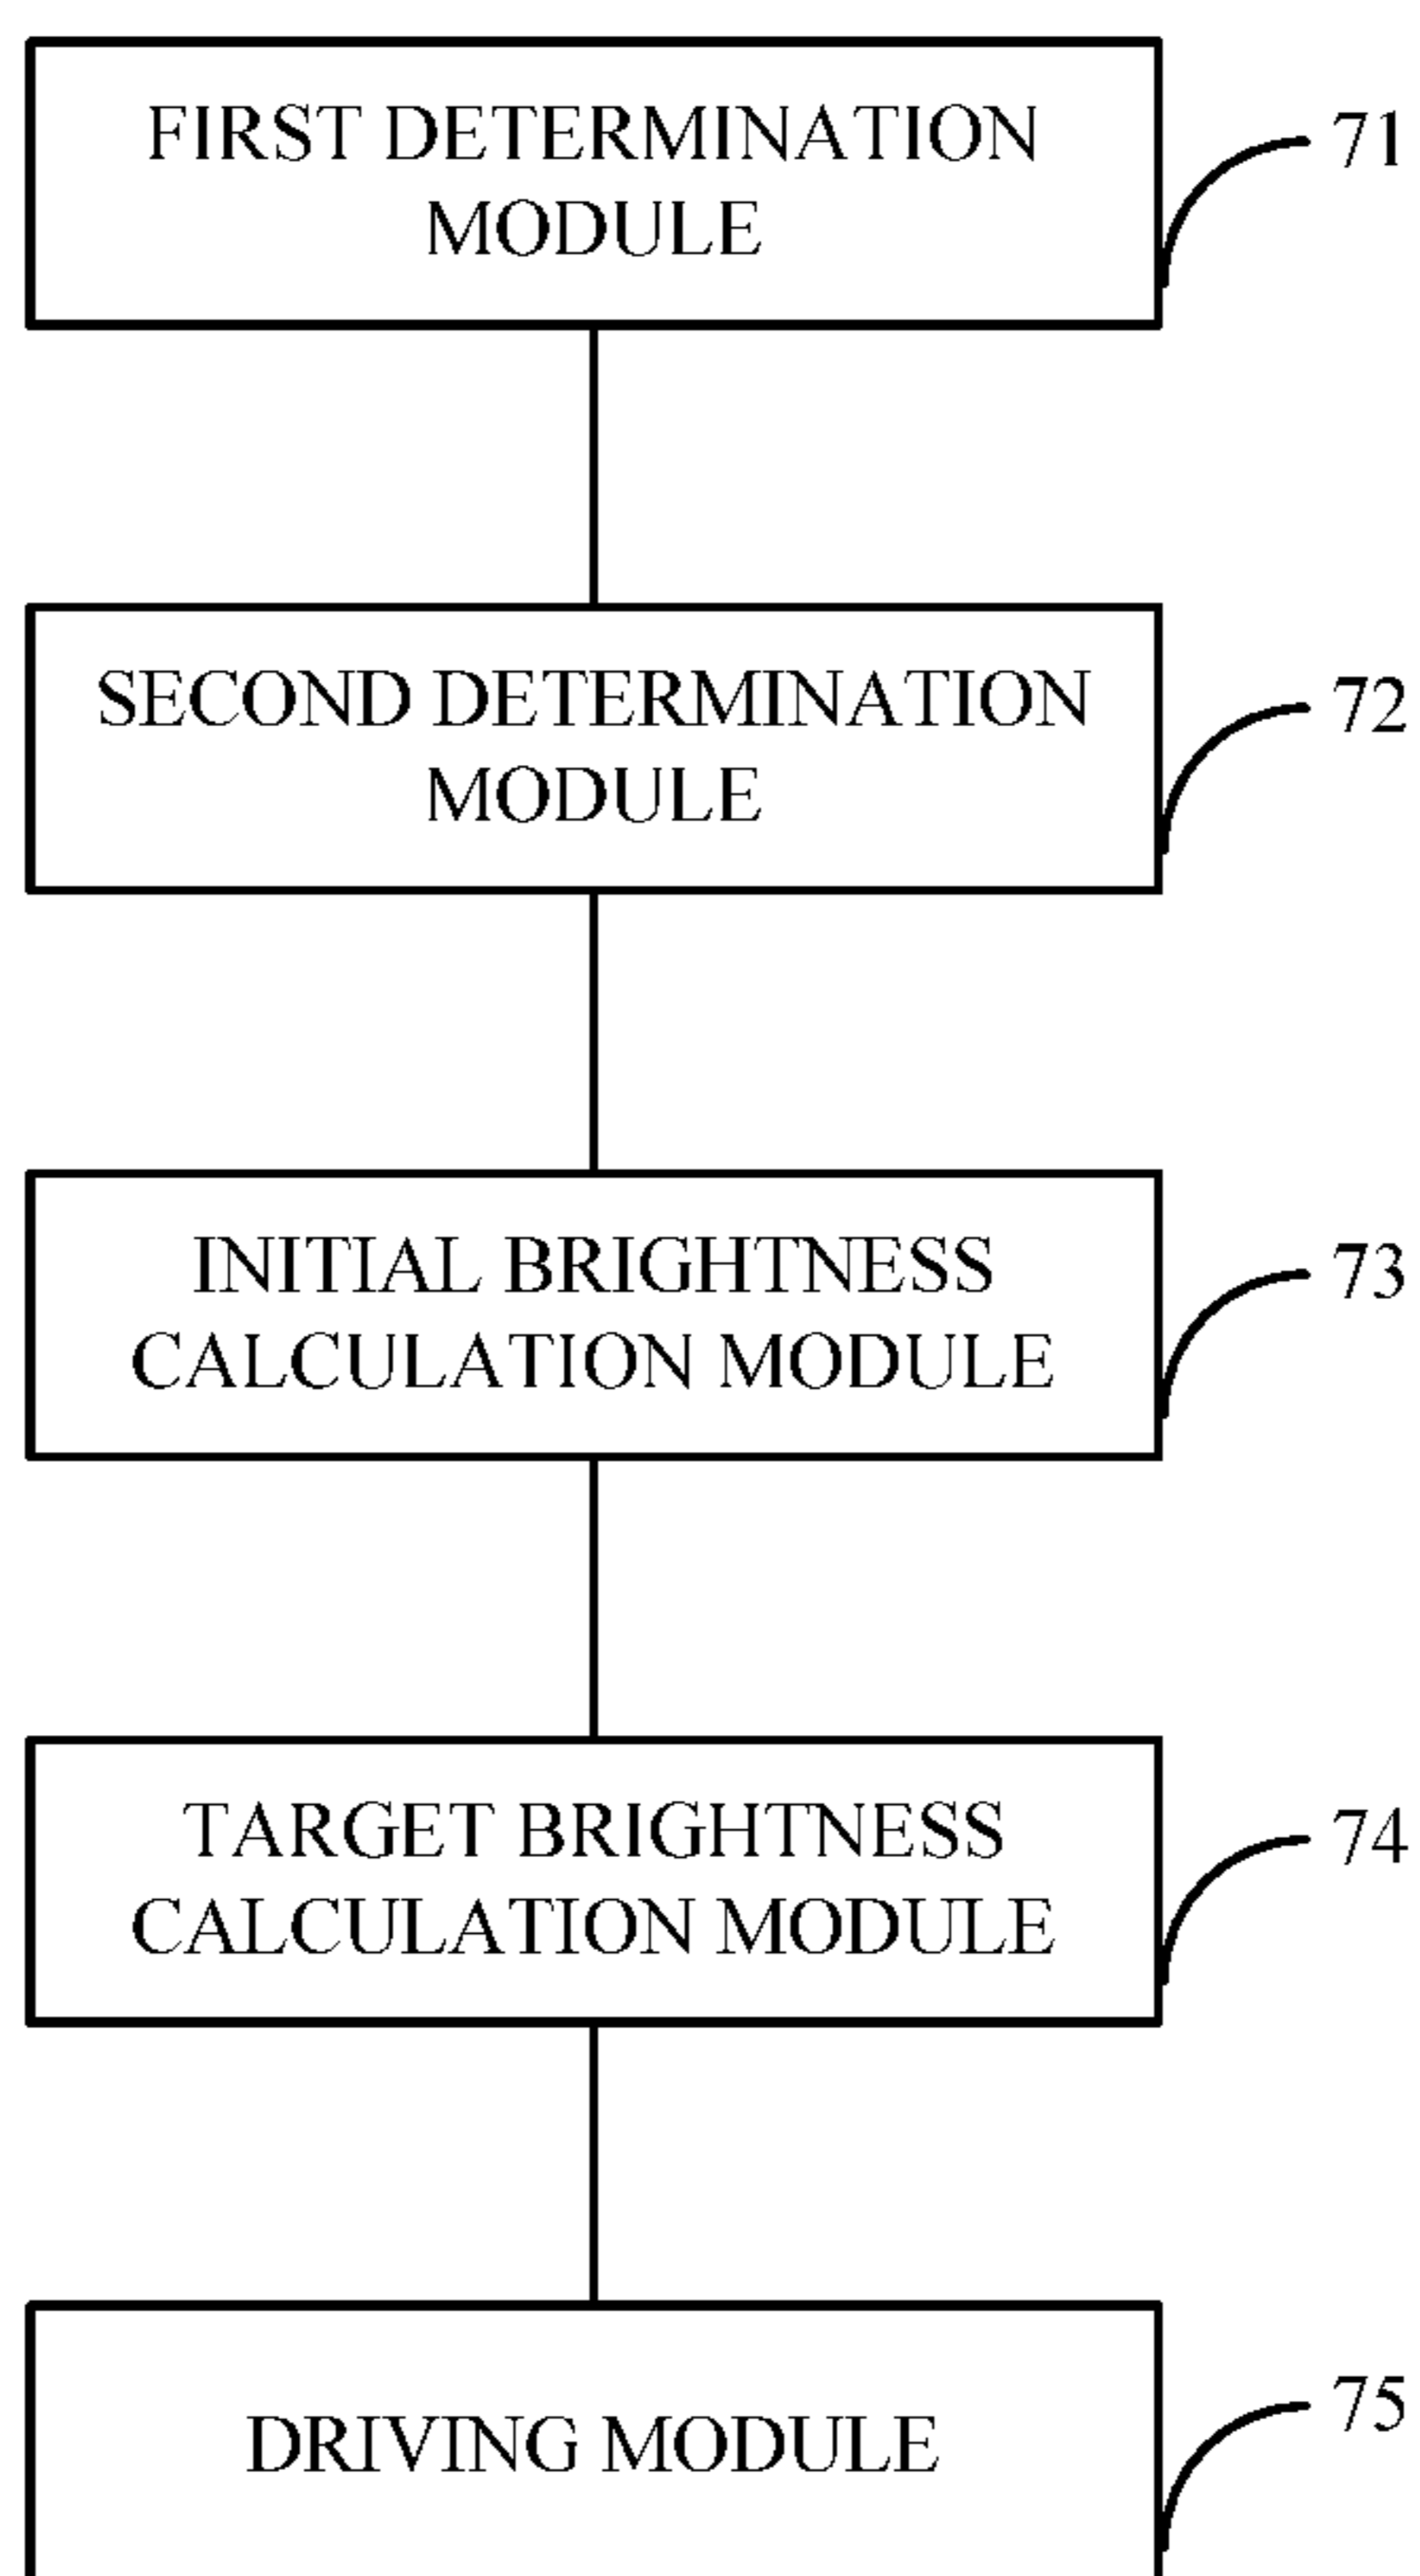 FIRST DETERMINATION
MODULE
71
SECOND DETERMINATION
MODULE
72
INITIAL BRIGHTNESS
CALCULATION MODULE
73
TARGET BRIGHTNESS
CALCULATION MODULE
74
DRIVING MODULE
75